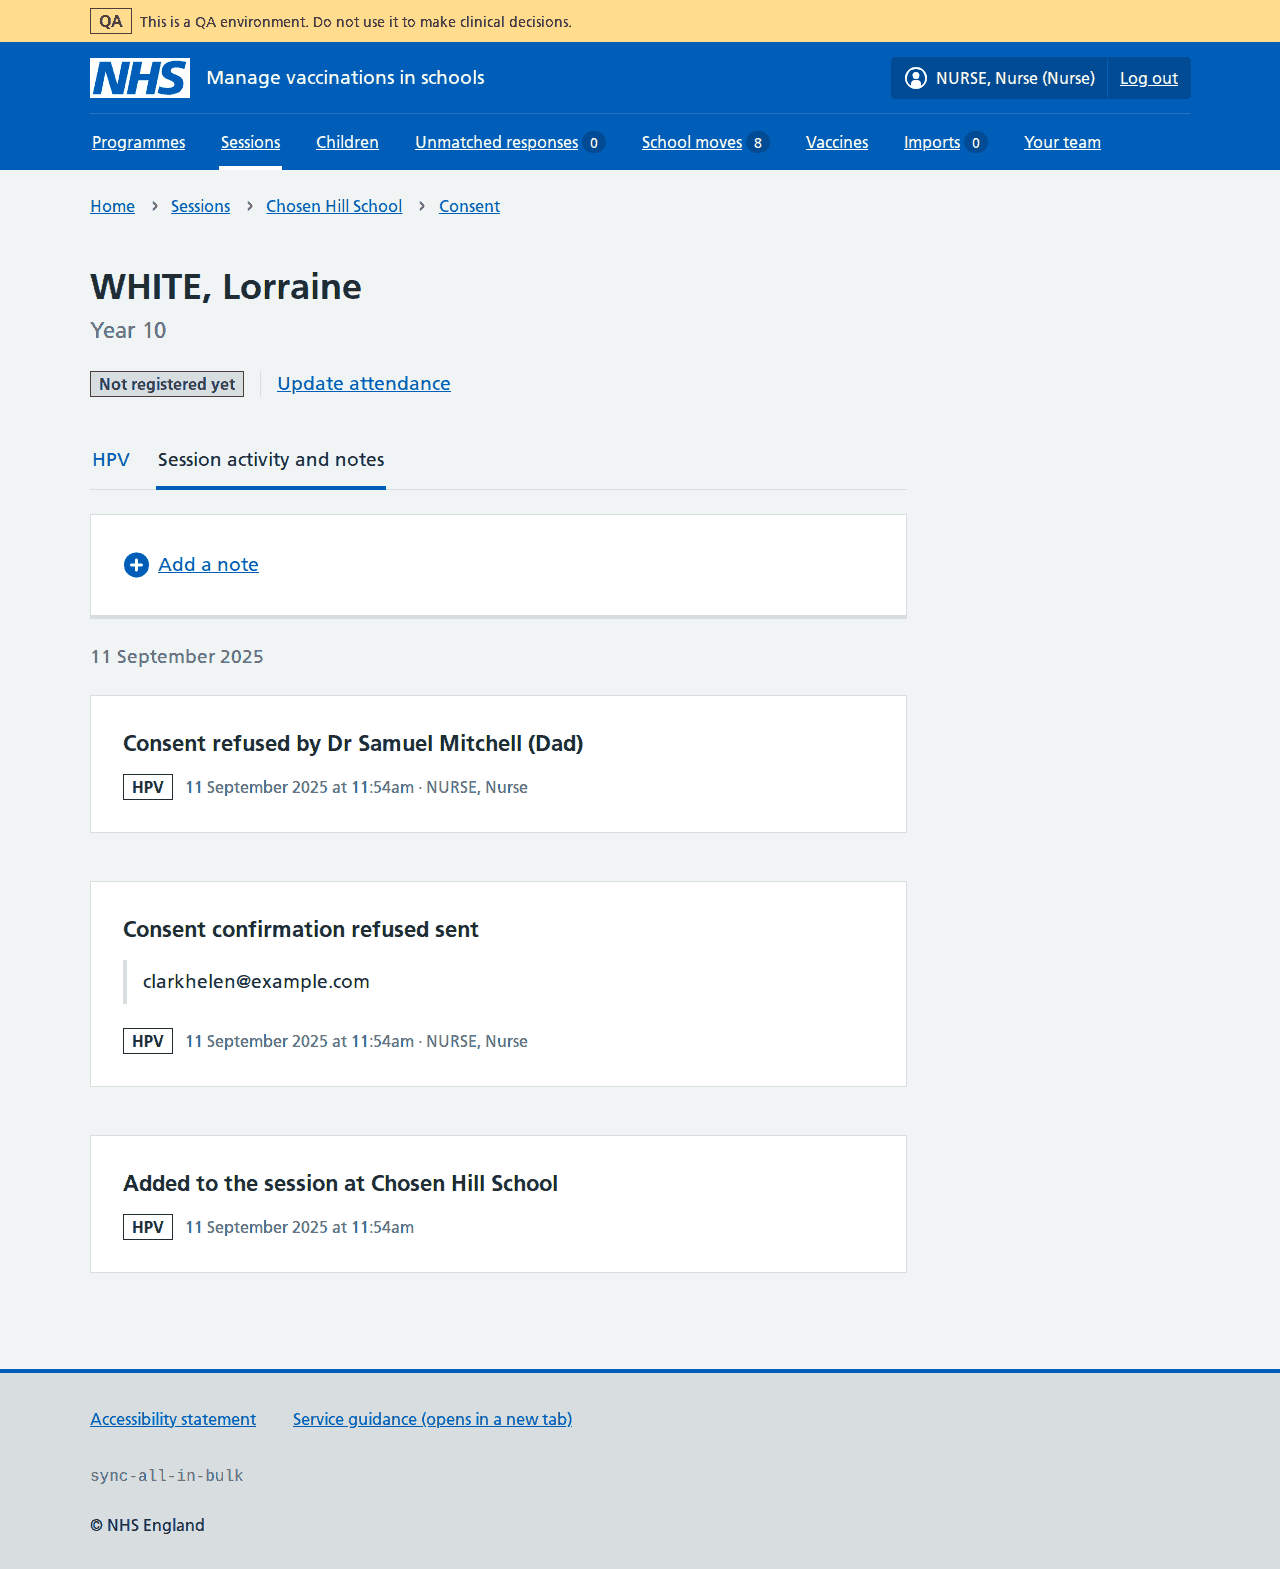 QA This is a QA environment. Do not use it to make clinical decisions.
NHS Manage vaccinations in schools NURSE, Nurse (Nurse) Log out
Programmes Sessions Children Unmatched responses 0 School moves 8 Vaccines Imports 0 Your team
Home › Sessions › Chosen Hill School › Consent
WHITE, Lorraine
Year 10
Not registered yet Update attendance
HPV Session activity and notes
Add a note
11 September 2025
Consent refused by Dr Samuel Mitchell (Dad)
HPV 11 September 2025 at 11:54am · NURSE, Nurse
Consent confirmation refused sent
clarkhelen@example.com
HPV 11 September 2025 at 11:54am · NURSE, Nurse
Added to the session at Chosen Hill School
HPV 11 September 2025 at 11:54am
Accessibility statement Service guidance (opens in a new tab)
sync-all-in-bulk
© NHS England